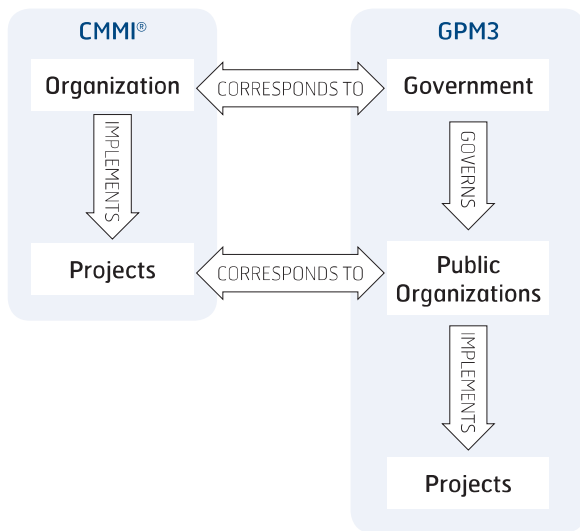 CMMI®
GPM3
Organization
CORRESPONDS TO
Government
IMPLEMENTS
GOVERNS
Projects
CORRESPONDS TO
Public
Organizations
IMPLEMENTS
Projects